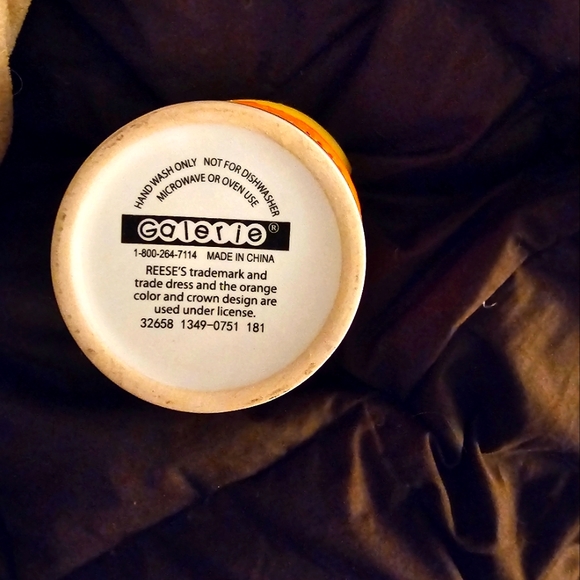 HAND WASH ONLY NOT FOR DISHWASHER
MICROWAVE OR OVEN USE
Galerie®
1-800-264-7114 MADE IN CHINA
REESE'S trademark and
trade dress and the orange
color and crown design are
used under license.
32658 1349-0751 181